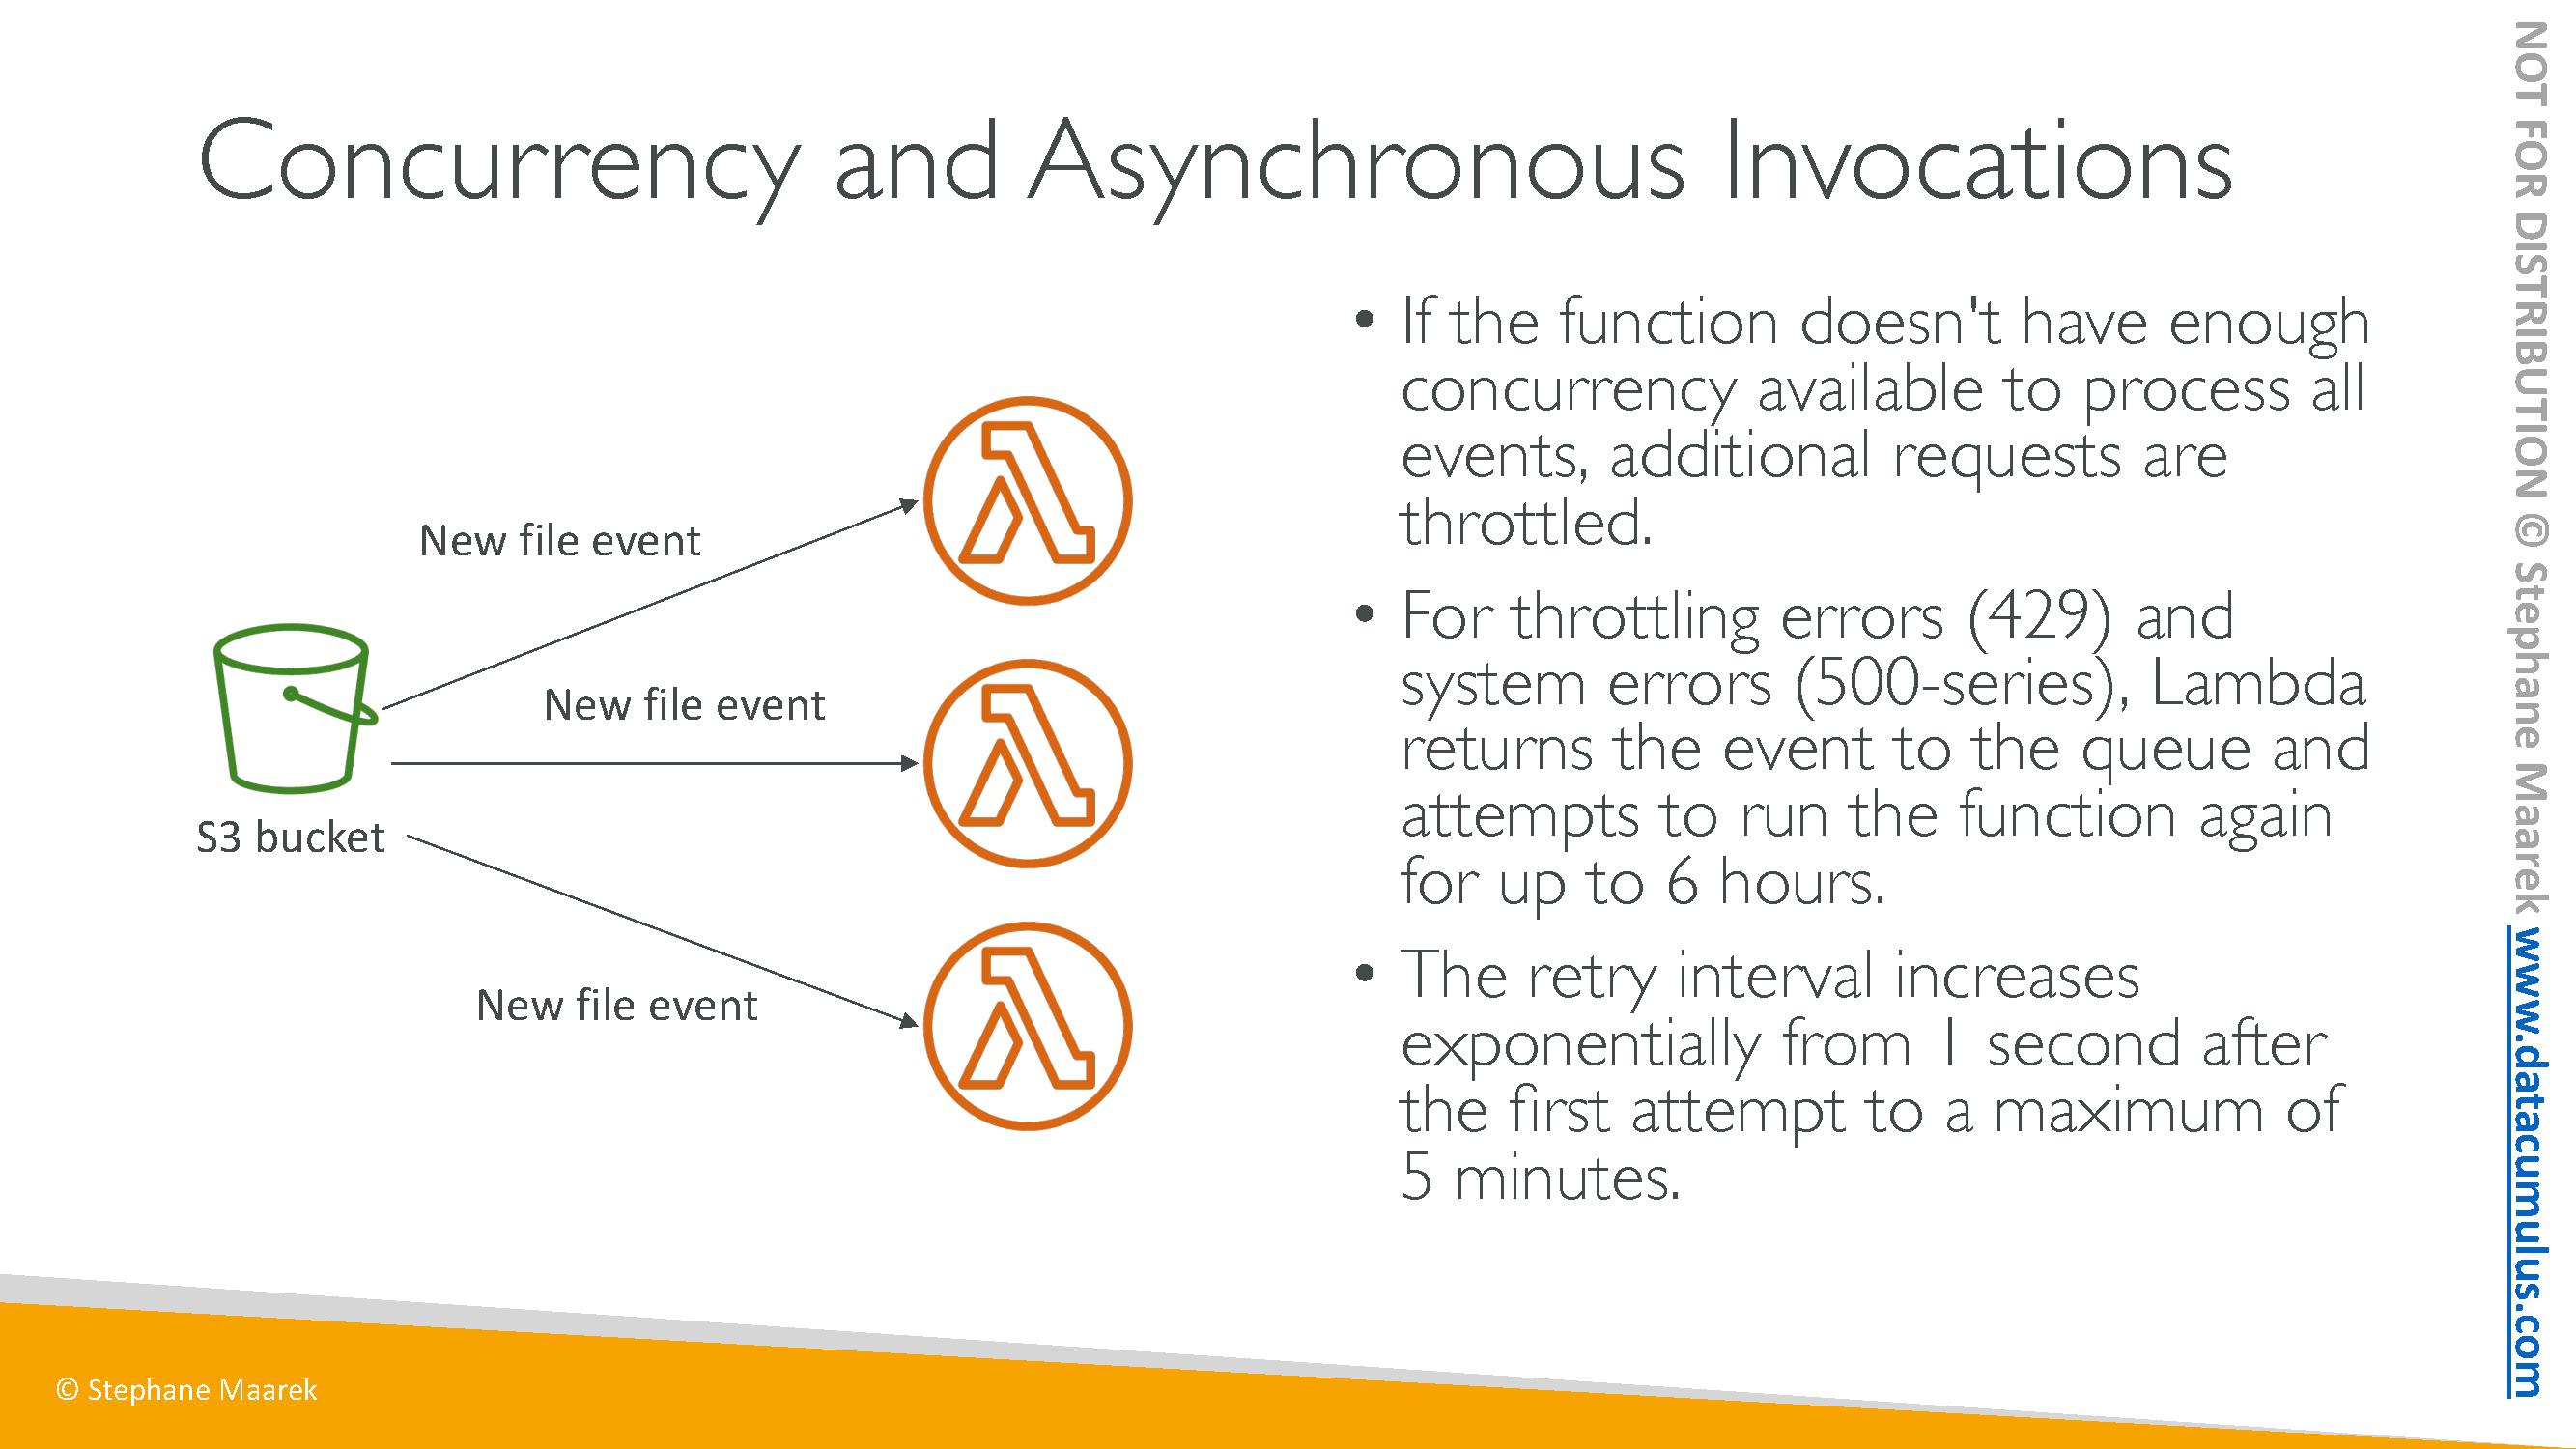 Concurrency and Asynchronous Invocations
New file event
New file event
S3 bucket
New file event
• If the function doesn't have enough
concurrency available to process all
events, additional requests are
throttled.
• For throttling errors (429) and
system errors (500-series), Lambda
returns the event to the queue and
attempts to run the function again
for up to 6 hours.
• The retry interval increases
exponentially from 1 second after
the first attempt to a maximum of
5 minutes.
© Stephane Maarek
NOT FOR DISTRIBUTION © Stephane Maarek www.datacumulus.com